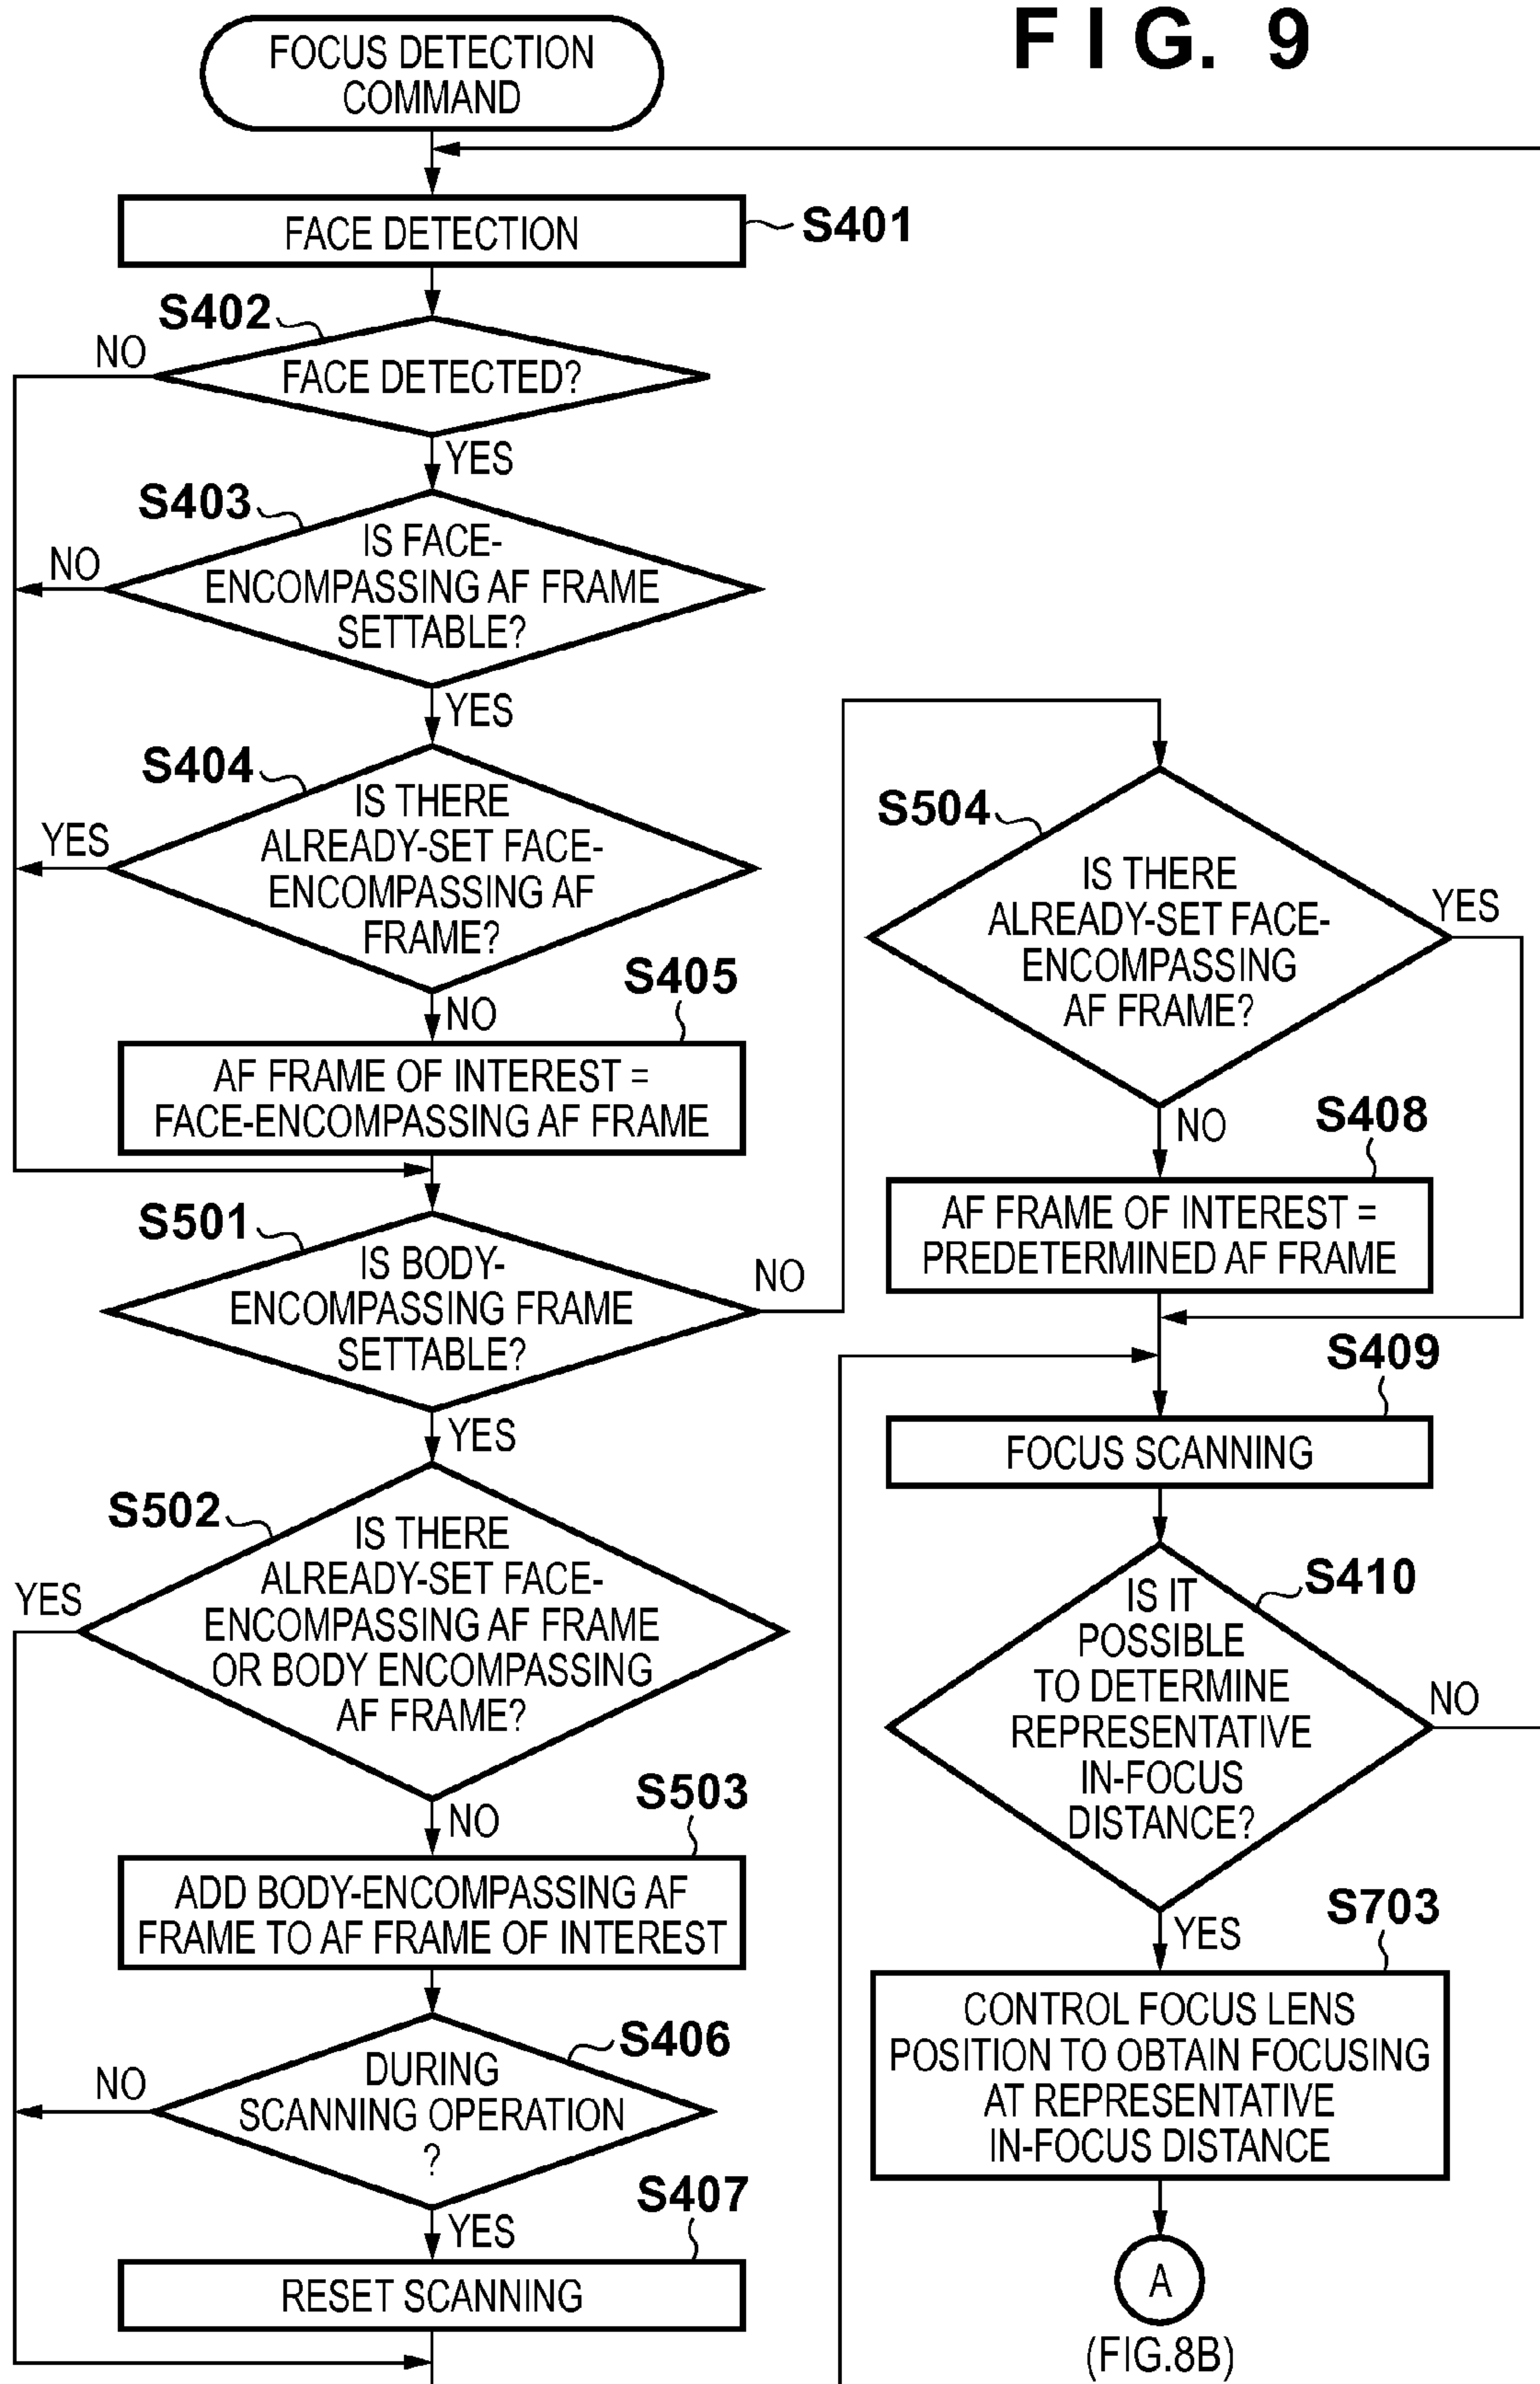 FIG. 9
FOCUS DETECTION
COMMAND
FACE DETECTION
S401
S402
NO
FACE DETECTED?
YES
S403
NO
IS FACE-
ENCOMPASSING AF FRAME
SETTABLE?
YES
S404
YES
IS THERE
ALREADY-SET FACE-
ENCOMPASSING AF
FRAME?
NO
S405
AF FRAME OF INTEREST =
FACE-ENCOMPASSING AF FRAME
S501
IS BODY-
ENCOMPASSING FRAME
SETTABLE?
NO
YES
S502
YES
IS THERE
ALREADY-SET FACE-
ENCOMPASSING AF FRAME
OR BODY ENCOMPASSING
AF FRAME?
NO
S503
ADD BODY-ENCOMPASSING AF
FRAME TO AF FRAME OF INTEREST
S406
NO
DURING
SCANNING OPERATION
?
YES
S407
RESET SCANNING
S504
IS THERE
ALREADY-SET FACE-
ENCOMPASSING
AF FRAME?
YES
NO
S408
AF FRAME OF INTEREST =
PREDETERMINED AF FRAME
S409
FOCUS SCANNING
S410
IS IT
POSSIBLE
TO DETERMINE
REPRESENTATIVE
IN-FOCUS
DISTANCE?
NO
YES
S703
CONTROL FOCUS LENS
POSITION TO OBTAIN FOCUSING
AT REPRESENTATIVE
IN-FOCUS DISTANCE
A
(FIG.8B)